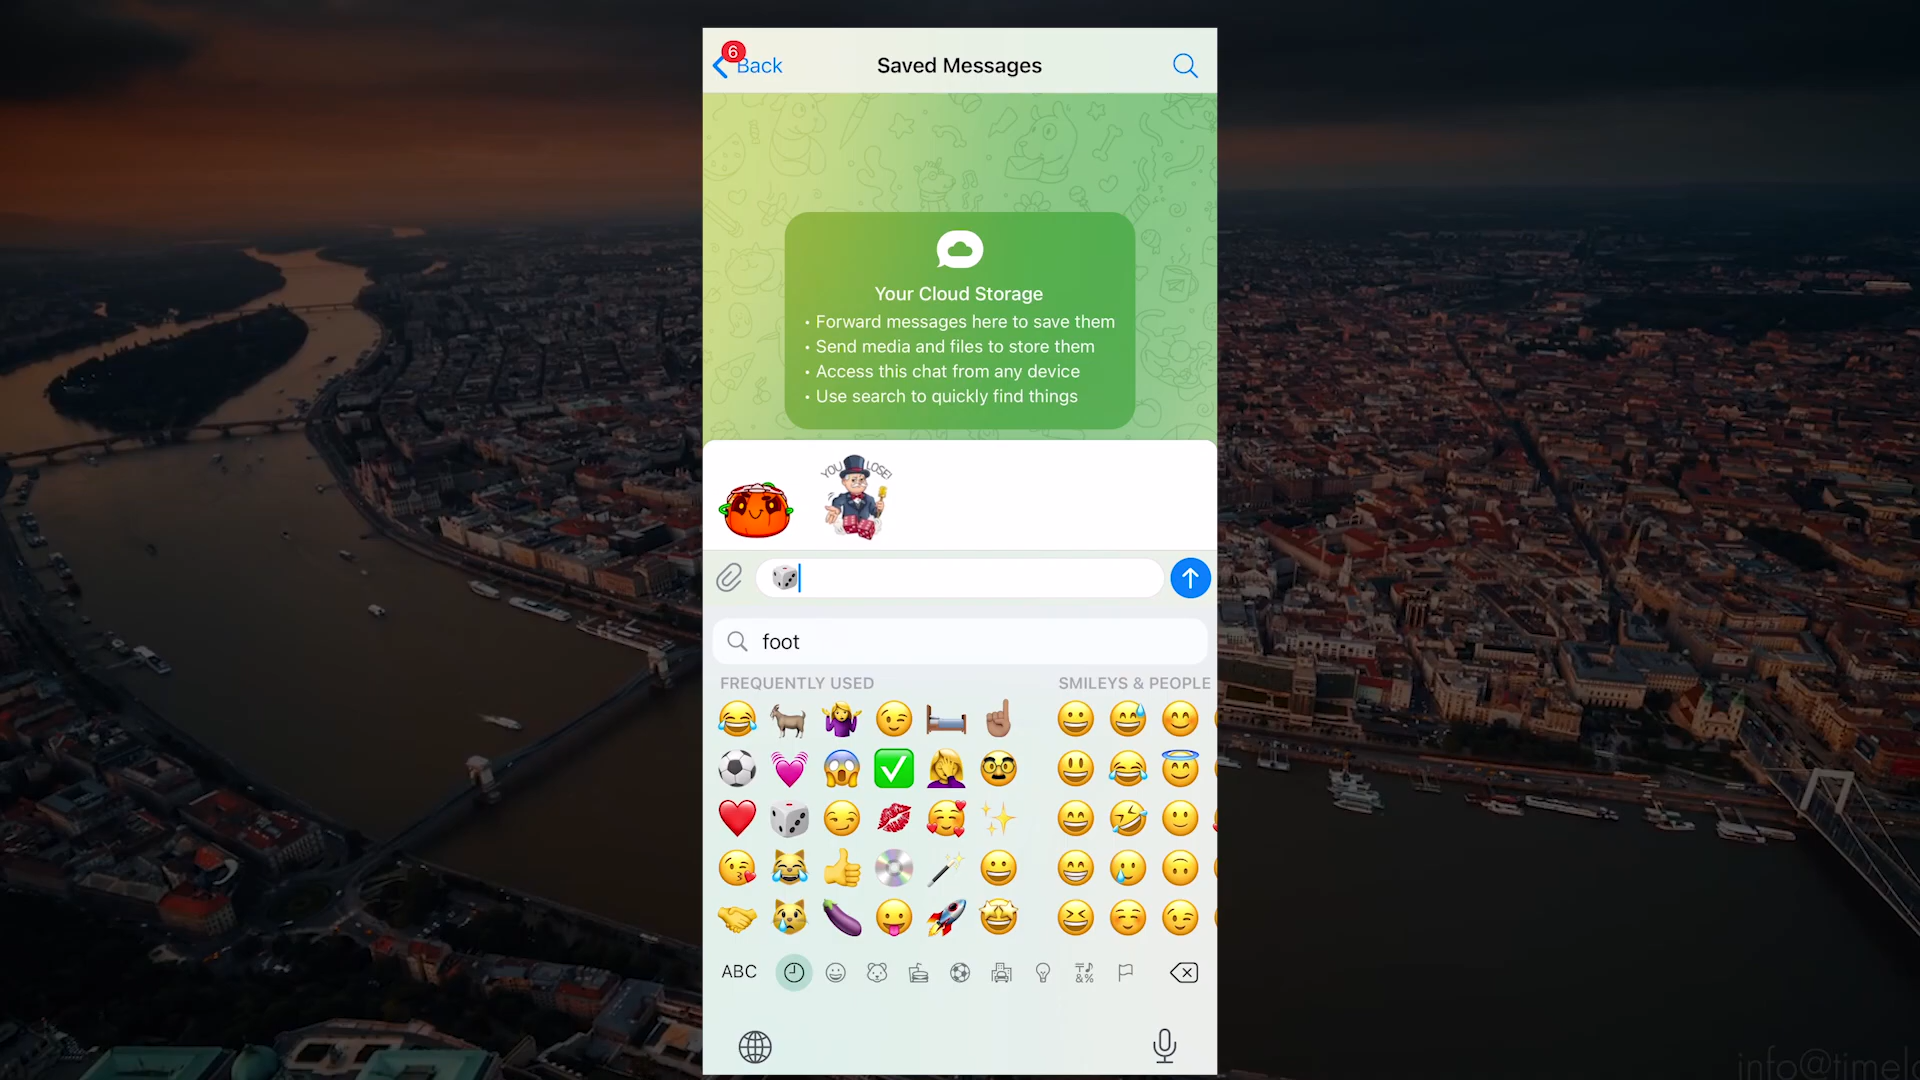 6
Back
Saved Messages
Your Cloud Storage
• Forward messages here to save them
• Send media and files to store them
• Access this chat from any device
• Use search to quickly find things
YOU LOSE!
foot
FREQUENTLY USED
SMILEYS & PEOPLE
ABC